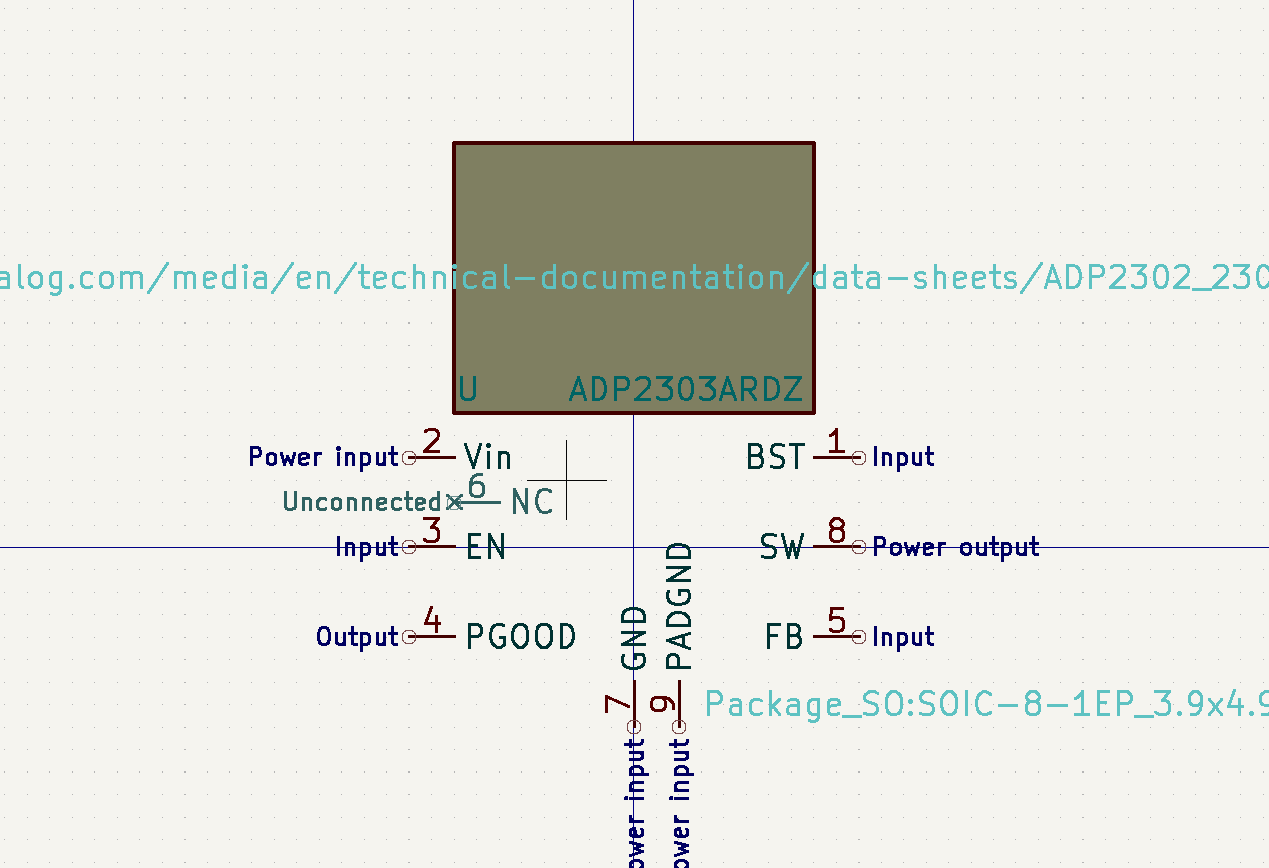 alog.com/media/en/technical-documentation/data-sheets/ADP2302_230
U ADP2303ARDZ
Power input 2 Vin
BST 1 Input
Unconnected 6 NC
Input 3 EN
SW 8 Power output
Output 4 PGOOD
FB 5 Input
GND 7 ower input
PADGND 9 ower input
Package_SO:SOIC-8-1EP_3.9x4.9